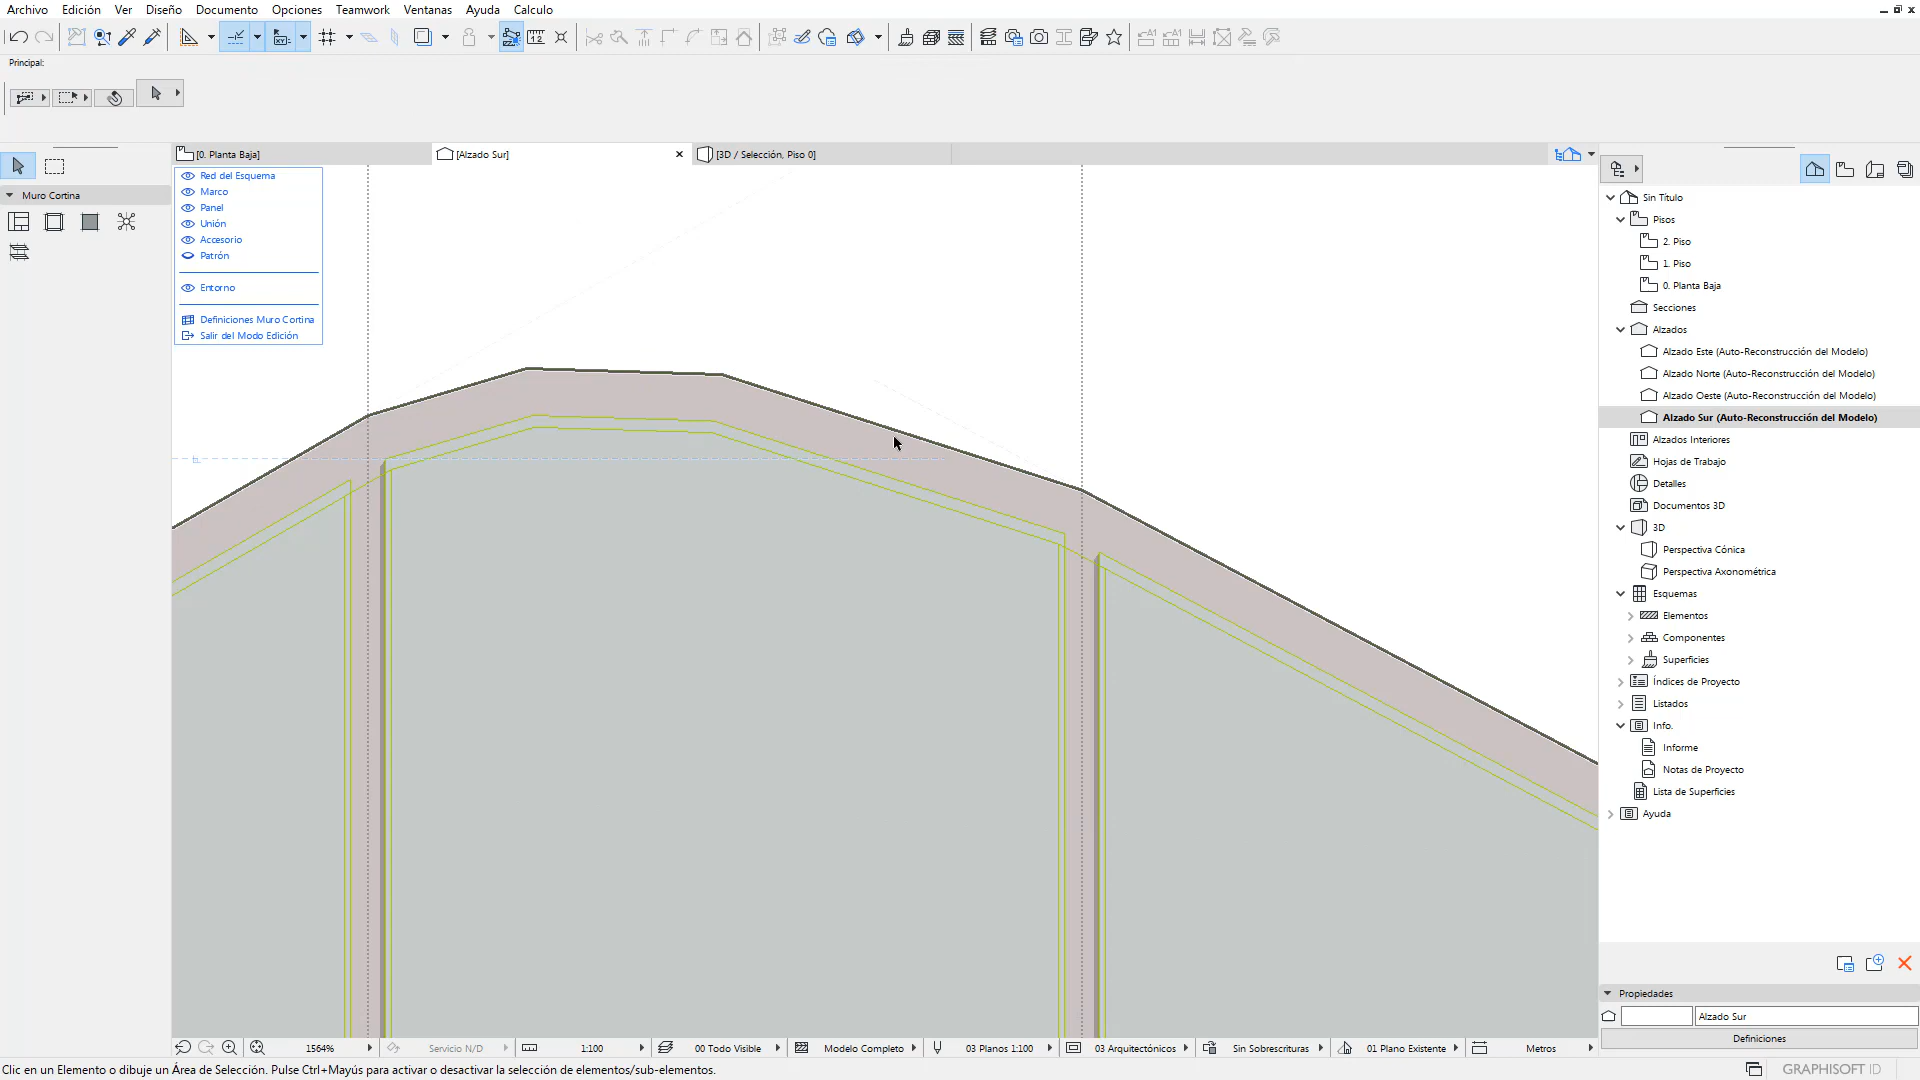 Archivo Edición Ver Diseño Documento Opciones Teamwork Ventanas Ayuda Calculo
Principal:
[0. Planta Baja]
[Alzado Sur]
[3D / Selección, Piso 0]
Muro Cortina
Red del Esquema
Marco
Panel
Unión
Accesorio
Patrón
Entorno
Definiciones Muro Cortina
Salir del Modo Edición
Sin Título
Pisos
2. Piso
1. Piso
0. Planta Baja
Secciones
Alzados
Alzado Este (Auto-Reconstrucción del Modelo)
Alzado Norte (Auto-Reconstrucción del Modelo)
Alzado Oeste (Auto-Reconstrucción del Modelo)
Alzado Sur (Auto-Reconstrucción del Modelo)
Alzados Interiores
Hojas de Trabajo
Detalles
Documentos 3D
3D
Perspectiva Cónica
Perspectiva Axonométrica
Esquemas
Elementos
Componentes
Superficies
Índices de Proyecto
Listados
Info.
Informe
Notas de Proyecto
Lista de Superficies
Ayuda
Propiedades
Alzado Sur
Definiciones
1564% Servicio N/D 1:100 00 Todo Visible Modelo Completo 03 Planos 1:100 03 Arquitectónicos Sin Sobrescrituras 01 Plano Existente Metros
Clic en un Elemento o dibuje un Área de Selección. Pulse Ctrl+Mayús para activar o desactivar la selección de elementos/sub-elementos.
GRAPHISOFT ID